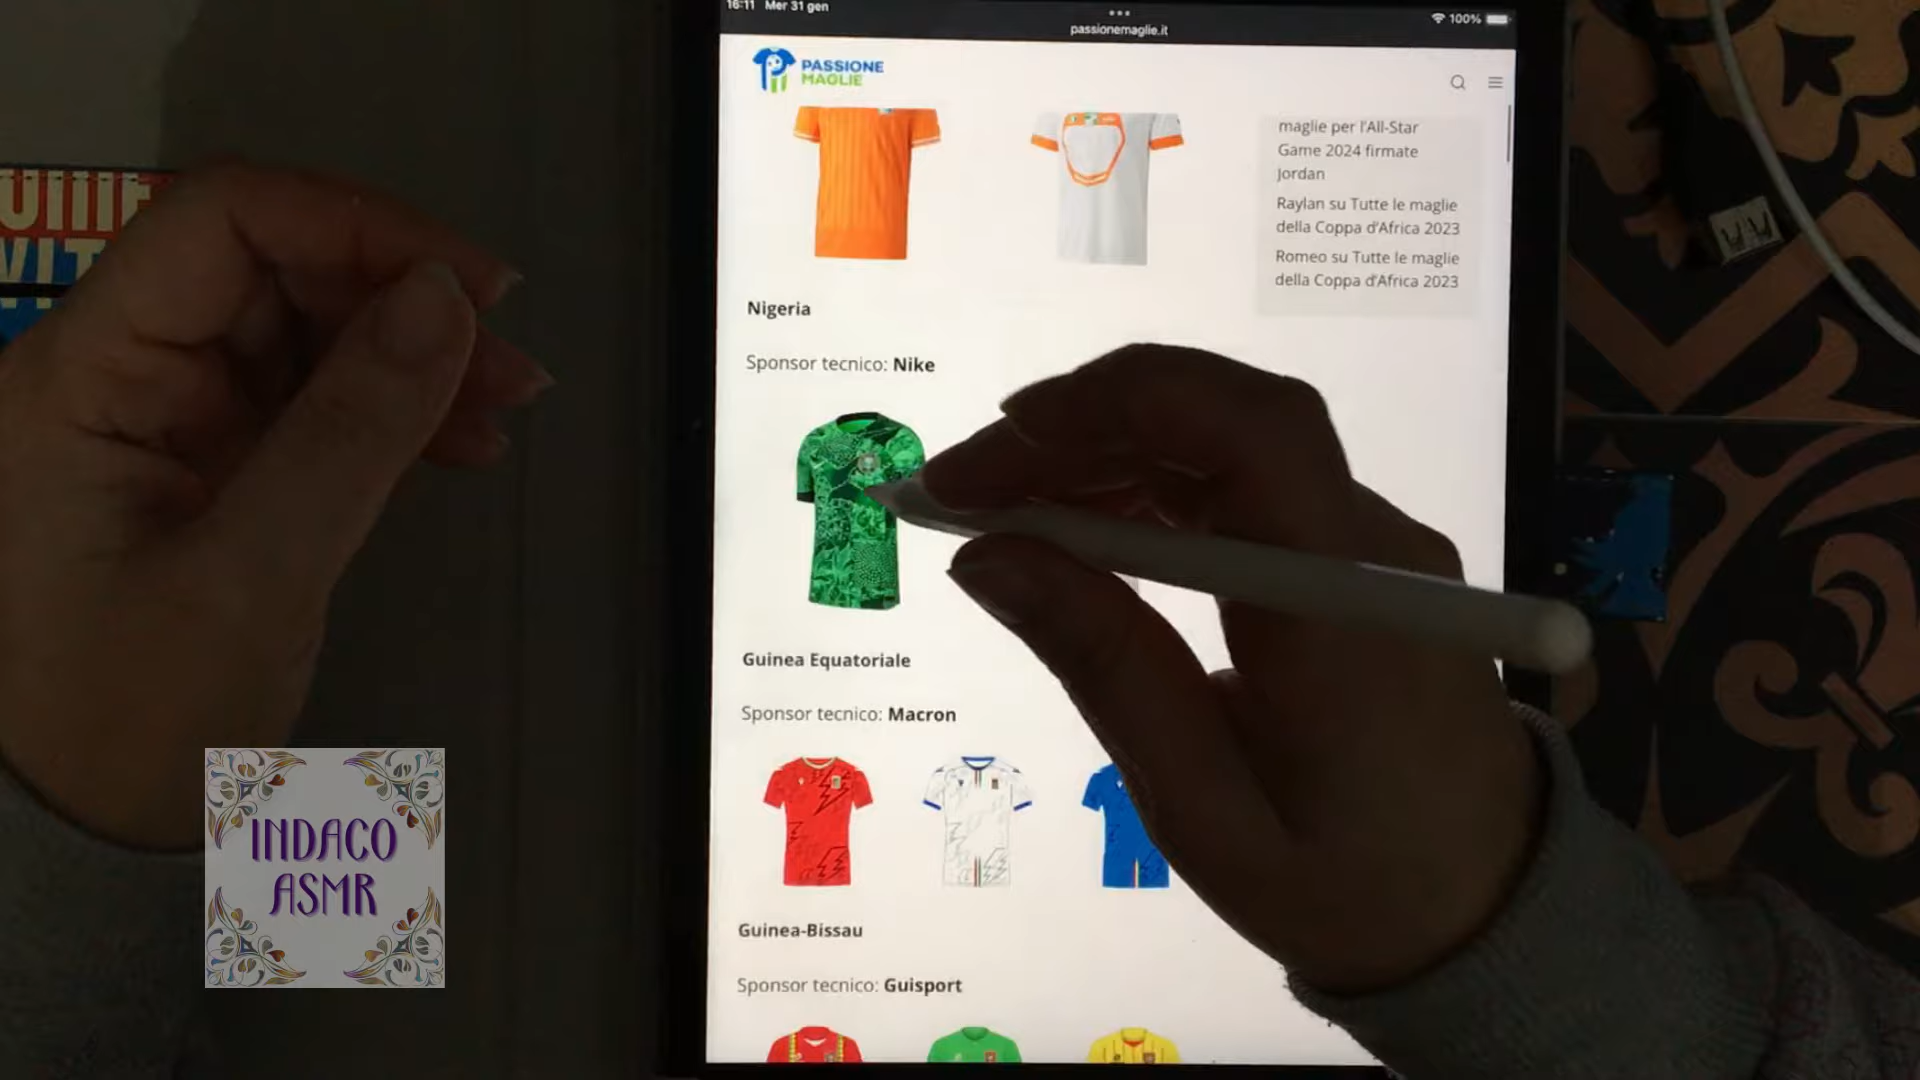 16:11 Mer 31 gen
passionemaglie.it
100%
PASSIONE
MAGLIE
maglie per l'All-Star
Game 2024 firmate
Jordan
Raylan su Tutte le maglie
della Coppa d'Africa 2023
Romeo su Tutte le maglie
della Coppa d'Africa 2023
Nigeria
Sponsor tecnico: Nike
Guinea Equatoriale
Sponsor tecnico: Macron
Guinea-Bissau
Sponsor tecnico: Guisport
INDACO
ASMR